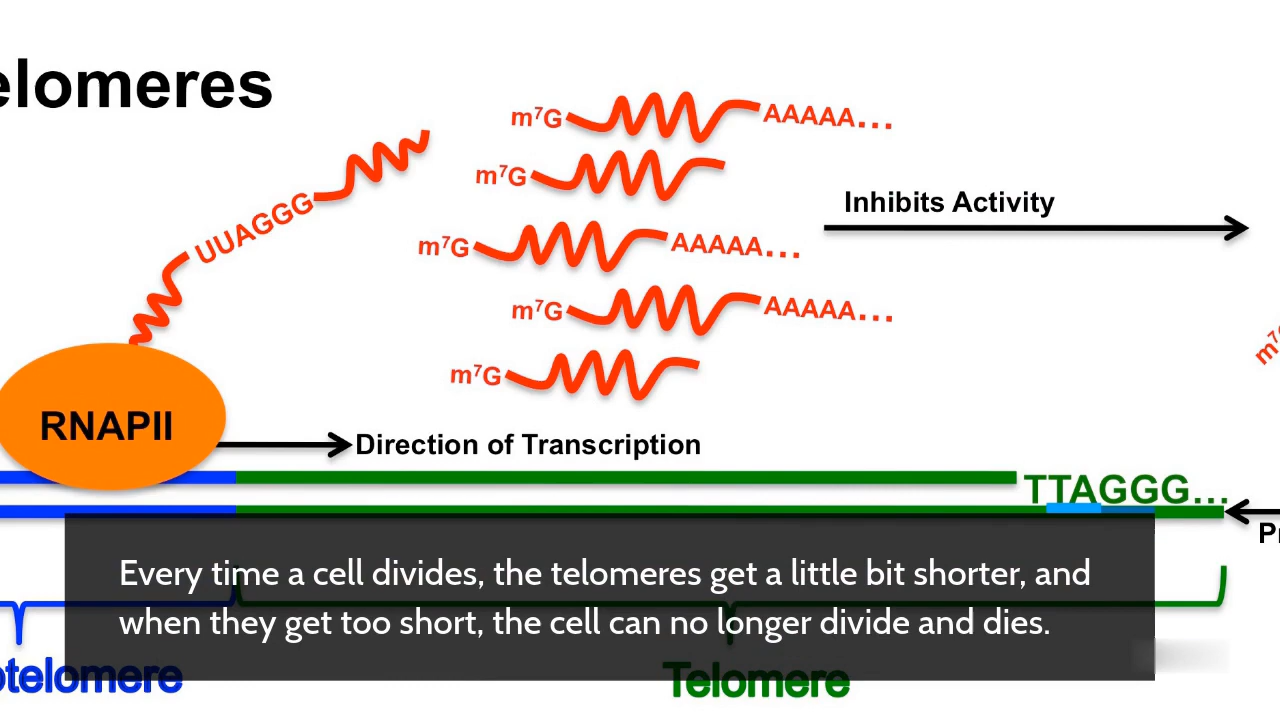 elomeres
m⁷G AAAAA...
m⁷G
UUAGGG
Inhibits Activity
m⁷G AAAAA...
m⁷G AAAAA...
m⁷G
RNAPII
Direction of Transcription
TTAGGG...
Every time a cell divides, the telomeres get a little bit shorter, and
when they get too short, the cell can no longer divide and dies.
otelomere
Telomere